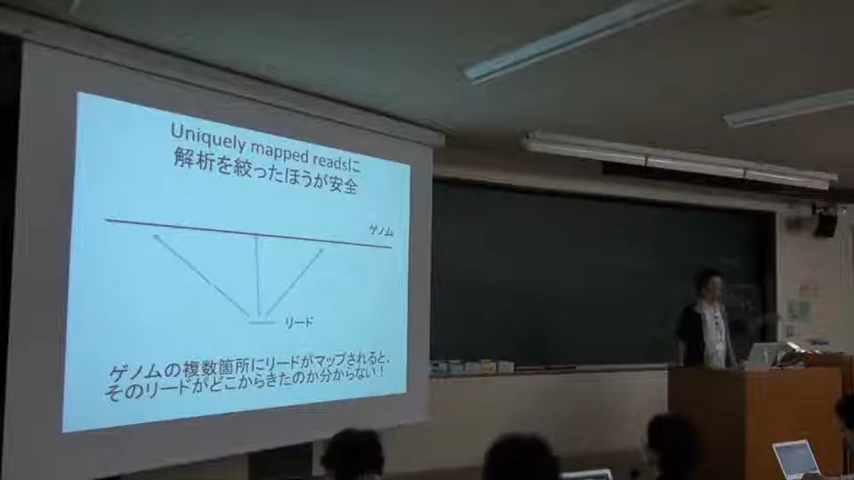 Uniquely mapped readsに
解析を絞ったほうが安全
ゲノム
リード
ゲノムの複数箇所にリードがマップされると、
そのリードがどこからきたのか分からない!